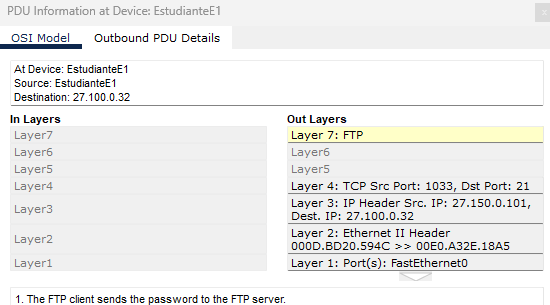 PDU Information at Device: EstudianteE1
OSI Model
Outbound PDU Details
At Device: EstudianteE1
Source: EstudianteE1
Destination: 27.100.0.32
In Layers
Layer7
Layer6
Layer5
Layer4
Layer3
Layer2
Layer1
Out Layers
Layer 7: FTP
Layer6
Layer5
Layer 4: TCP Src Port: 1033, Dst Port: 21
Layer 3: IP Header Src. IP: 27.150.0.101,
Dest. IP: 27.100.0.32
Layer 2: Ethernet II Header
000D.BD20.594C >> 00E0.A32E.18A5
Layer 1: Port(s): FastEthernet0
1. The FTP client sends the password to the FTP server.